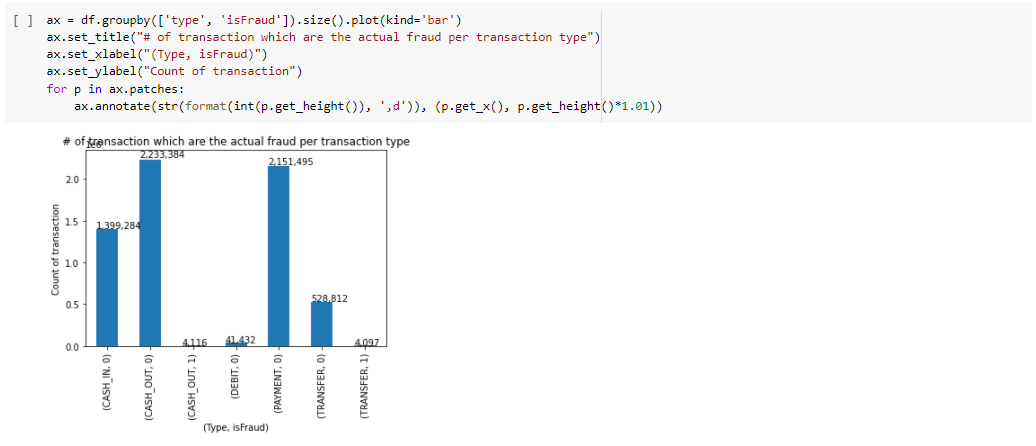 [ ] ax = df.groupby(['type', 'isFraud']).size().plot(kind='bar')
ax.set_title("# of transaction which are the actual fraud per transaction type")
ax.set_xlabel("(Type, isFraud)")
ax.set_ylabel("Count of transaction")
for p in ax.patches:
    ax.annotate(str(format(int(p.get_height()), ',d')), (p.get_x(), p.get_height()*1.01))
# of transaction which are the actual fraud per transaction type
1e6
2,233,384
2,151,495
2.0
1.5
1,399,284
1.0
0.5
528,812
0.0
4,116
41,432
4,097
Count of transaction
(CASH_IN, 0)
(CASH_OUT, 0)
(CASH_OUT, 1)
(DEBIT, 0)
(PAYMENT, 0)
(TRANSFER, 0)
(TRANSFER, 1)
(Type, isFraud)